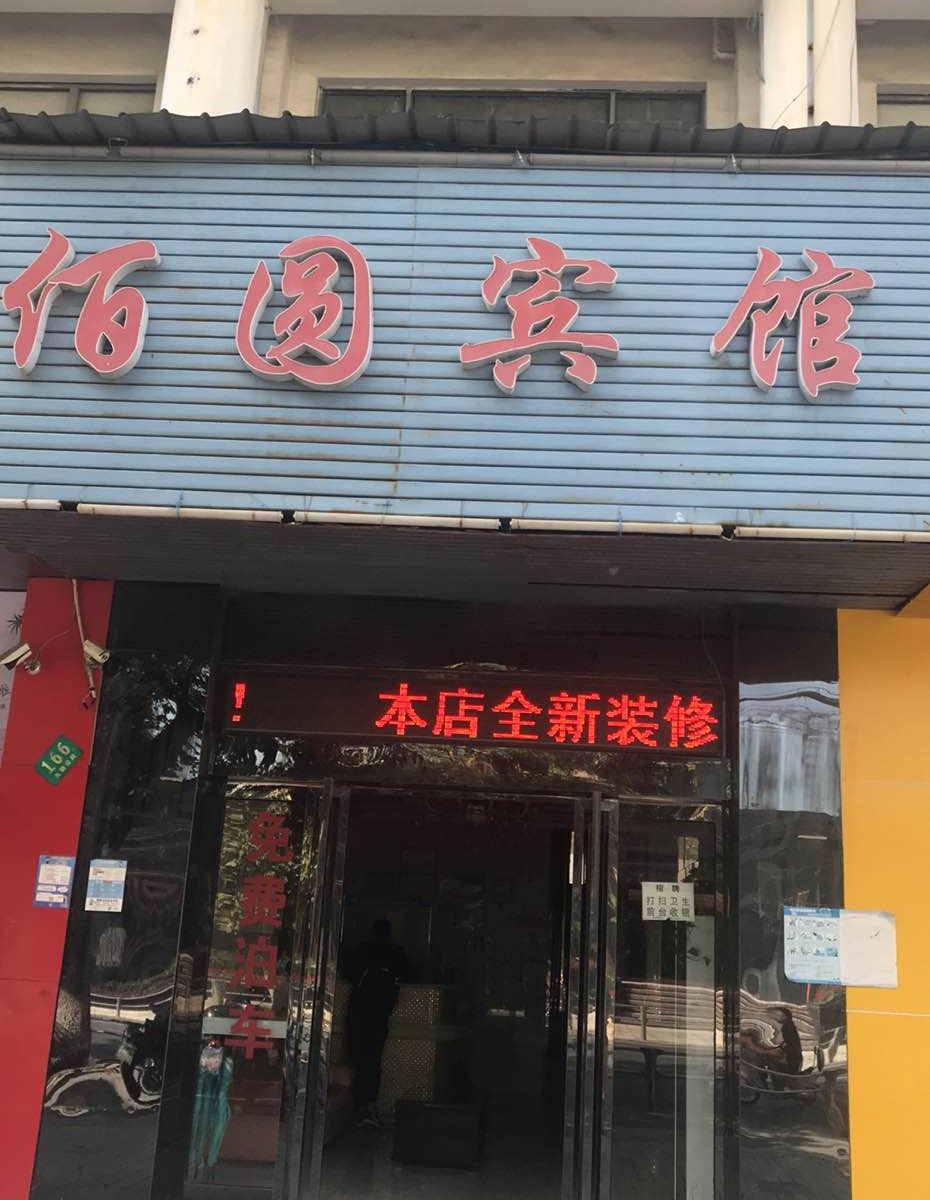 佰圆宾馆
! 本店全新装修
166
免费泊车
招聘
打扫卫生
前台收银